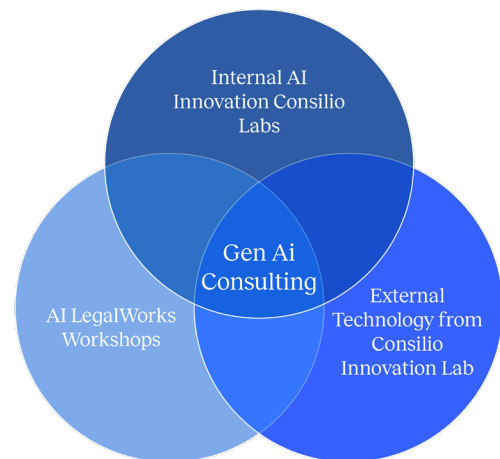 Internal AI
Innovation Consilio
Labs
Gen Ai
Consulting
AI LegalWorks
Workshops
External
Technology from
Consilio
Innovation Lab